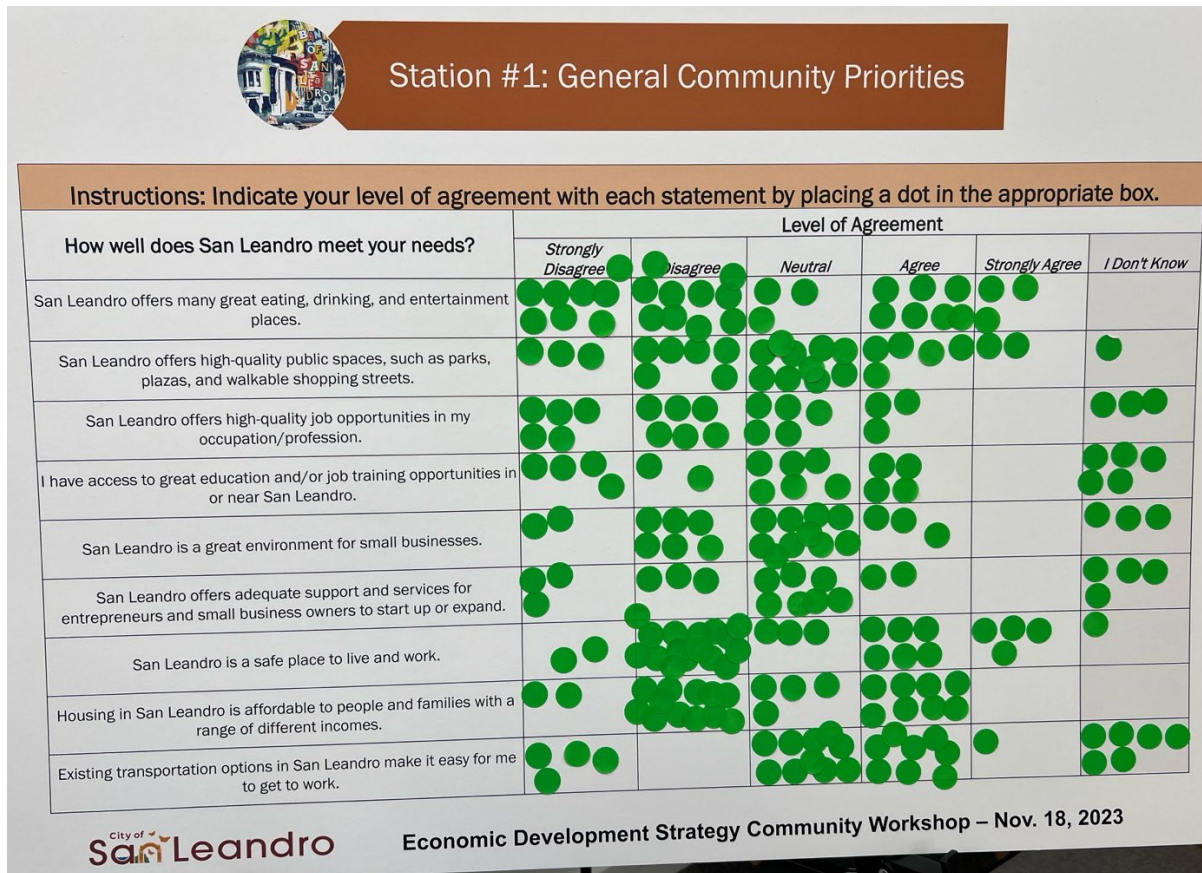 BAL
OF
SAN
LEA
DRO
Station #1: General Community Priorities
Instructions: Indicate your level of agreement with each statement by placing a dot in the appropriate box.
How well does San Leandro meet your needs?
Level of Agreement
Strongly
Disagree
Disagree
Neutral
Agree
Strongly Agree
I Don't Know
San Leandro offers many great eating, drinking, and entertainment
places.
San Leandro offers high-quality public spaces, such as parks,
plazas, and walkable shopping streets.
San Leandro offers high-quality job opportunities in my
occupation/profession.
I have access to great education and/or job training opportunities in
or near San Leandro.
San Leandro is a great environment for small businesses.
San Leandro offers adequate support and services for
entrepreneurs and small business owners to start up or expand.
San Leandro is a safe place to live and work.
Housing in San Leandro is affordable to people and families with a
range of different incomes.
Existing transportation options in San Leandro make it easy for me
to get to work.
City of
San Leandro
Economic Development Strategy Community Workshop – Nov. 18, 2023